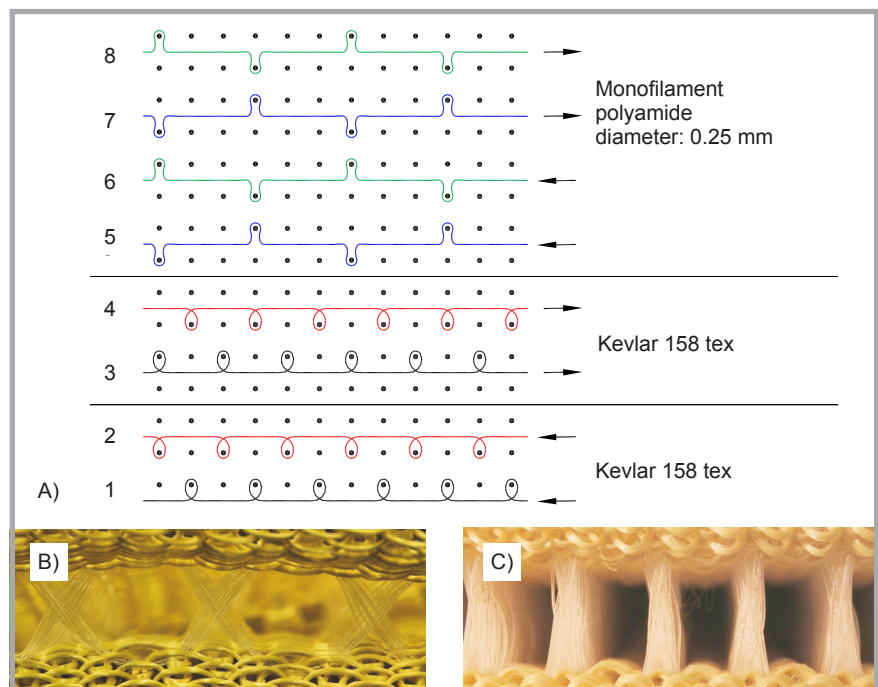 8
Monofilament
polyamide
diameter: 0.25 mm
7
6
5
4
Kevlar 158 tex
3
2
Kevlar 158 tex
A) 1
B)
C)